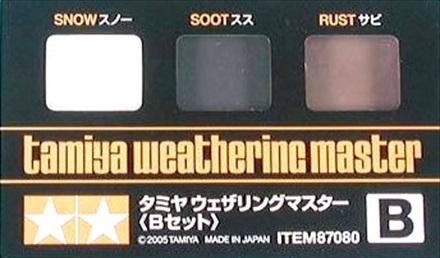 SNOWスノー SOOTスス RUSTサビ
tamiya weathering master
タミヤ ウェザリングマスター
〈Bセット〉
B
©2005TAMIYA MADE IN JAPAN ITEM87080